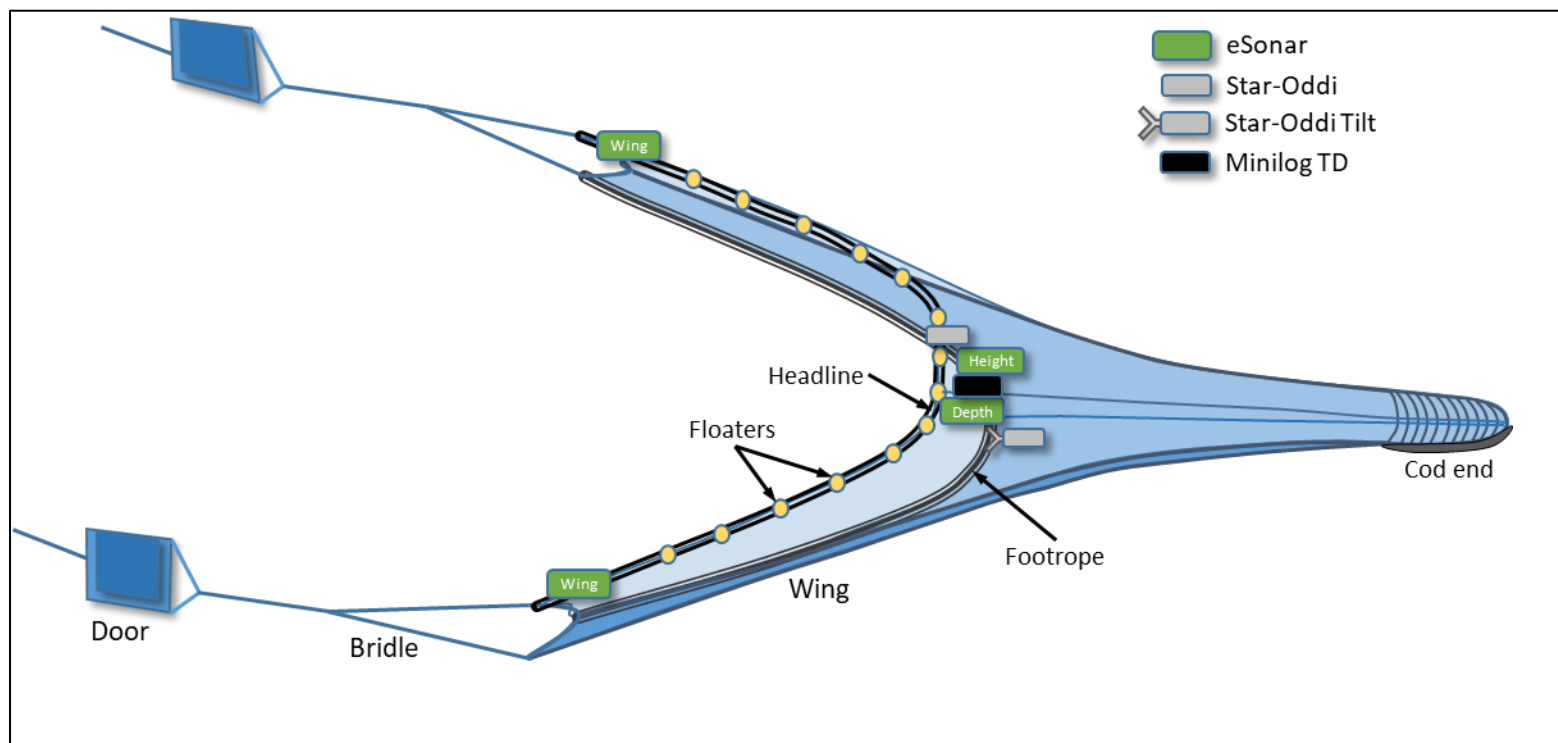 eSonar
Star-Oddi
Star-Oddi Tilt
Minilog TD
Wing
Height
Headline
Depth
Floaters
Cod end
Footrope
Wing
Wing
Door
Bridle